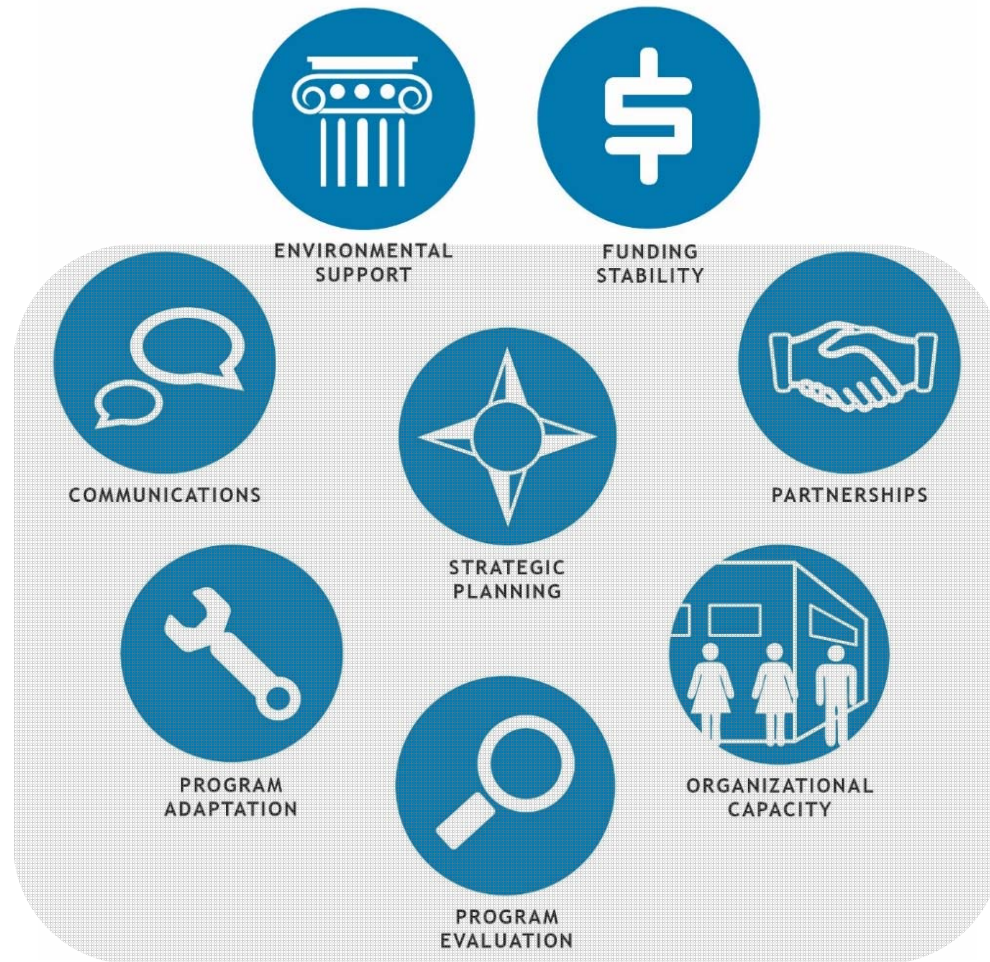 ENVIRONMENTAL
SUPPORT
FUNDING
STABILITY
COMMUNICATIONS
PARTNERSHIPS
STRATEGIC
PLANNING
PROGRAM
ADAPTATION
ORGANIZATIONAL
CAPACITY
PROGRAM
EVALUATION